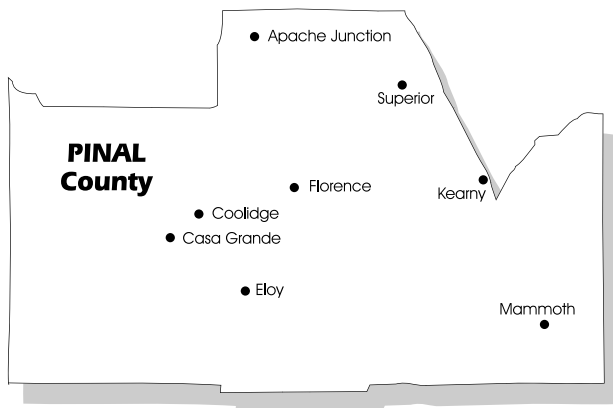 Apache Junction
Superior
PINAL
County
Florence
Kearny
Coolidge
Casa Grande
Eloy
Mammoth